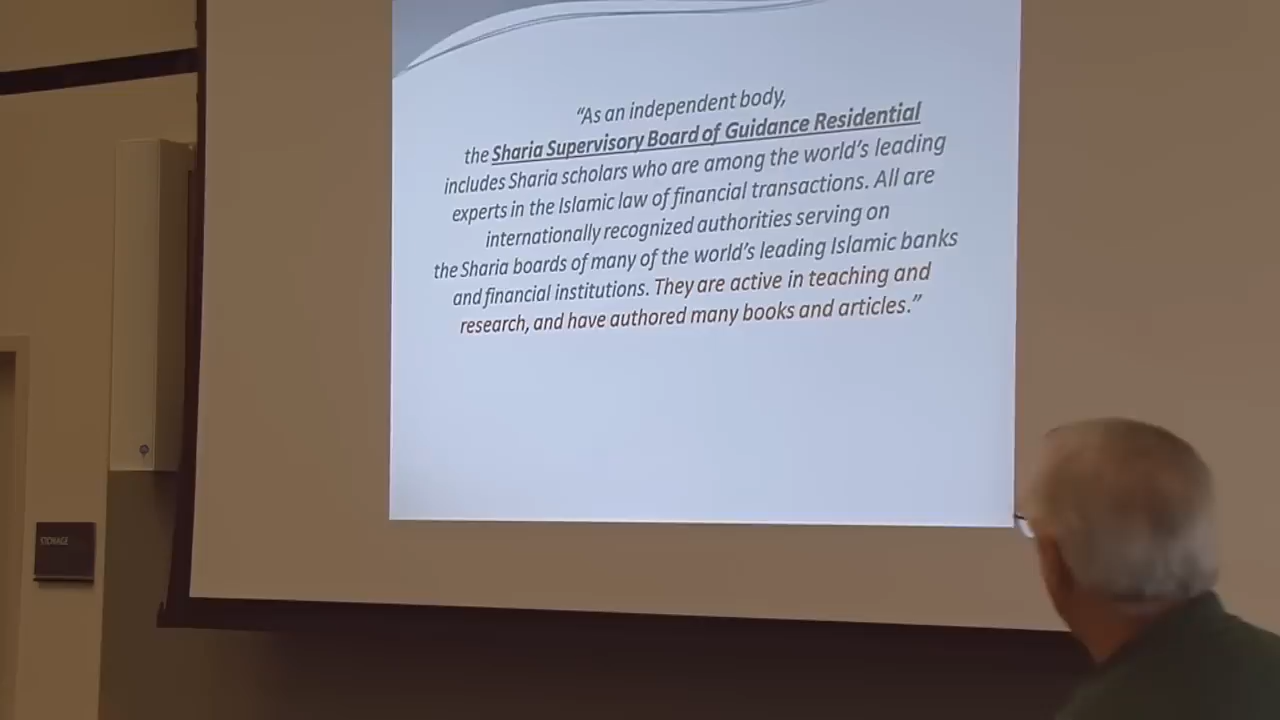 “As an independent body,
the Sharia Supervisory Board of Guidance Residential
includes Sharia scholars who are among the world’s leading
experts in the Islamic law of financial transactions. All are
internationally recognized authorities serving on
the Sharia boards of many of the world’s leading Islamic banks
and financial institutions. They are active in teaching and
research, and have authored many books and articles.”
STORAGE